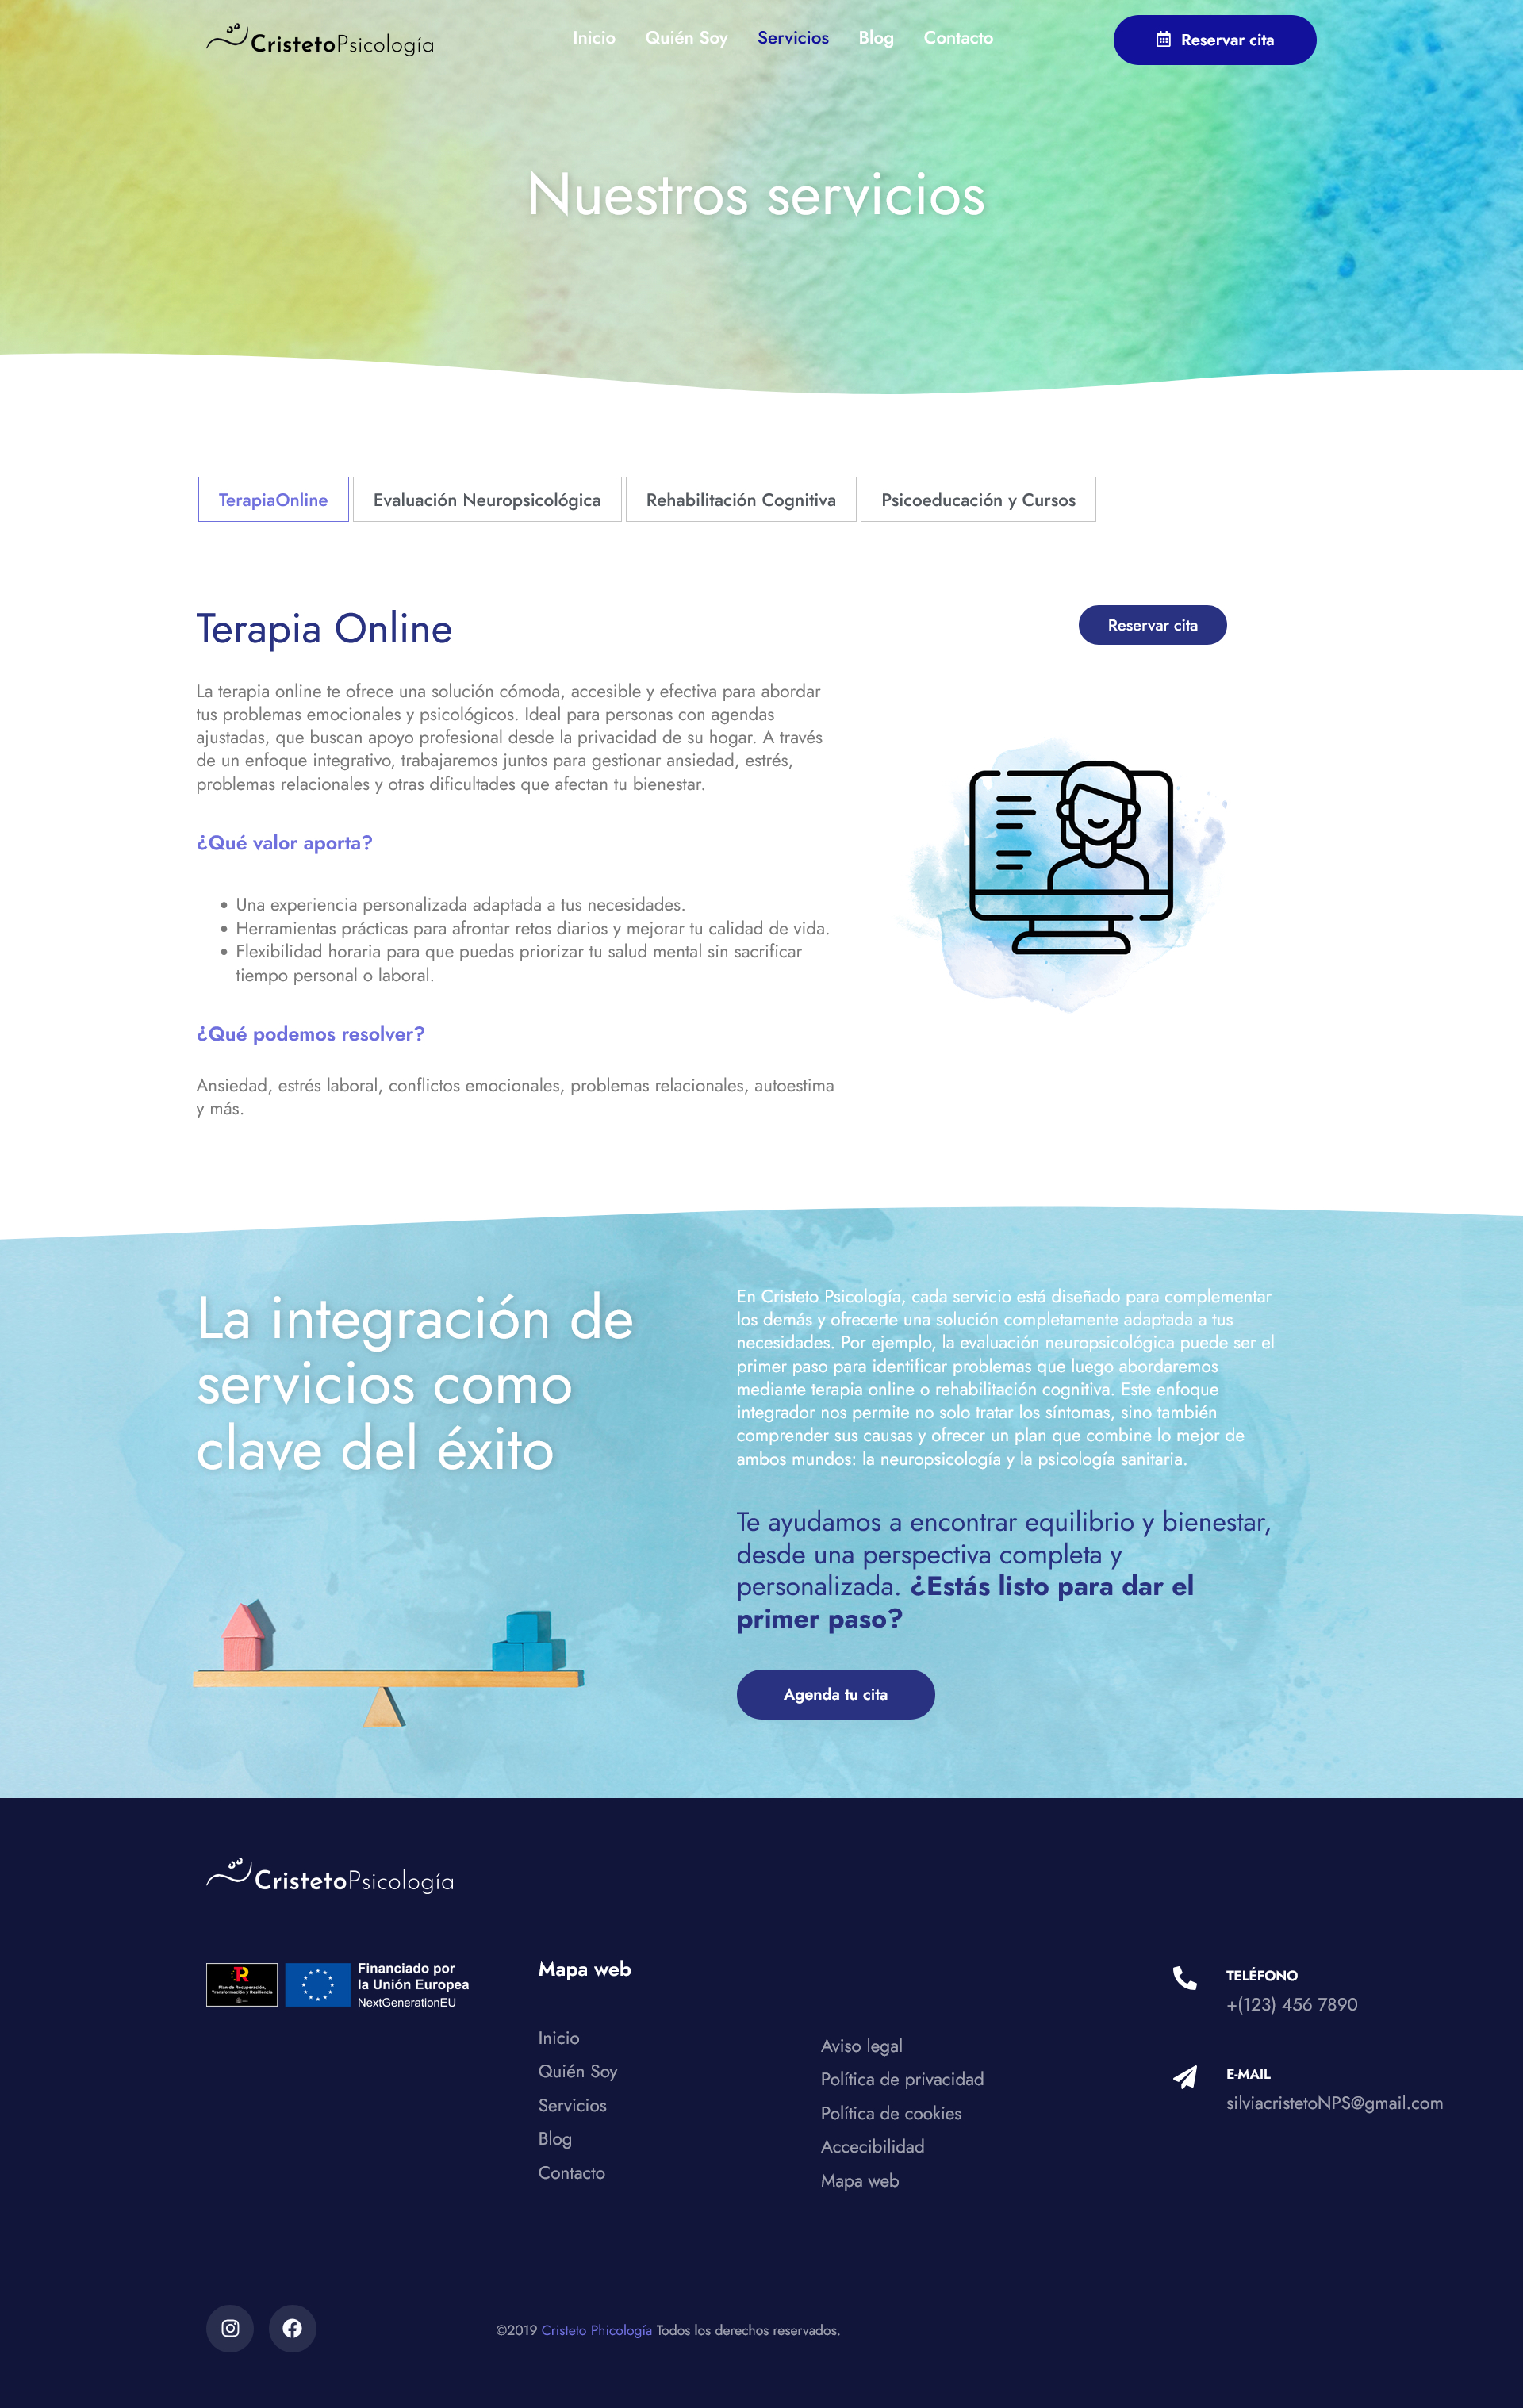 CristetoPsicología
Inicio
Quién Soy
Servicios
Blog
Contacto
Reservar cita
Nuestros servicios
TerapiaOnline
Evaluación Neuropsicológica
Rehabilitación Cognitiva
Psicoeducación y Cursos
Terapia Online
Reservar cita
La terapia online te ofrece una solución cómoda, accesible y efectiva para abordar
tus problemas emocionales y psicológicos. Ideal para personas con agendas
ajustadas, que buscan apoyo profesional desde la privacidad de su hogar. A través
de un enfoque integrativo, trabajaremos juntos para gestionar ansiedad, estrés,
problemas relacionales y otras dificultades que afectan tu bienestar.
¿Qué valor aporta?
Una experiencia personalizada adaptada a tus necesidades.
Herramientas prácticas para afrontar retos diarios y mejorar tu calidad de vida.
Flexibilidad horaria para que puedas priorizar tu salud mental sin sacrificar
tiempo personal o laboral.
¿Qué podemos resolver?
Ansiedad, estrés laboral, conflictos emocionales, problemas relacionales, autoestima
y más.
La integración de
servicios como
clave del éxito
En Cristeto Psicología, cada servicio está diseñado para complementar
los demás y ofrecerte una solución completamente adaptada a tus
necesidades. Por ejemplo, la evaluación neuropsicológica puede ser el
primer paso para identificar problemas que luego abordaremos
mediante terapia online o rehabilitación cognitiva. Este enfoque
integrador nos permite no solo tratar los síntomas, sino también
comprender sus causas y ofrecer un plan que combine lo mejor de
ambos mundos: la neuropsicología y la psicología sanitaria.
Te ayudamos a encontrar equilibrio y bienestar,
desde una perspectiva completa y
personalizada. ¿Estás listo para dar el
primer paso?
Agenda tu cita
CristetoPsicología
Plan de Recuperación,
Transformación y Resiliencia
Financiado por
la Unión Europea
NextGenerationEU
Mapa web
Inicio
Quién Soy
Servicios
Blog
Contacto
Aviso legal
Política de privacidad
Política de cookies
Accecibilidad
Mapa web
TELÉFONO
+(123) 456 7890
E-MAIL
silviacristetoNPS@gmail.com
©2019 Cristeto Phicología Todos los derechos reservados.